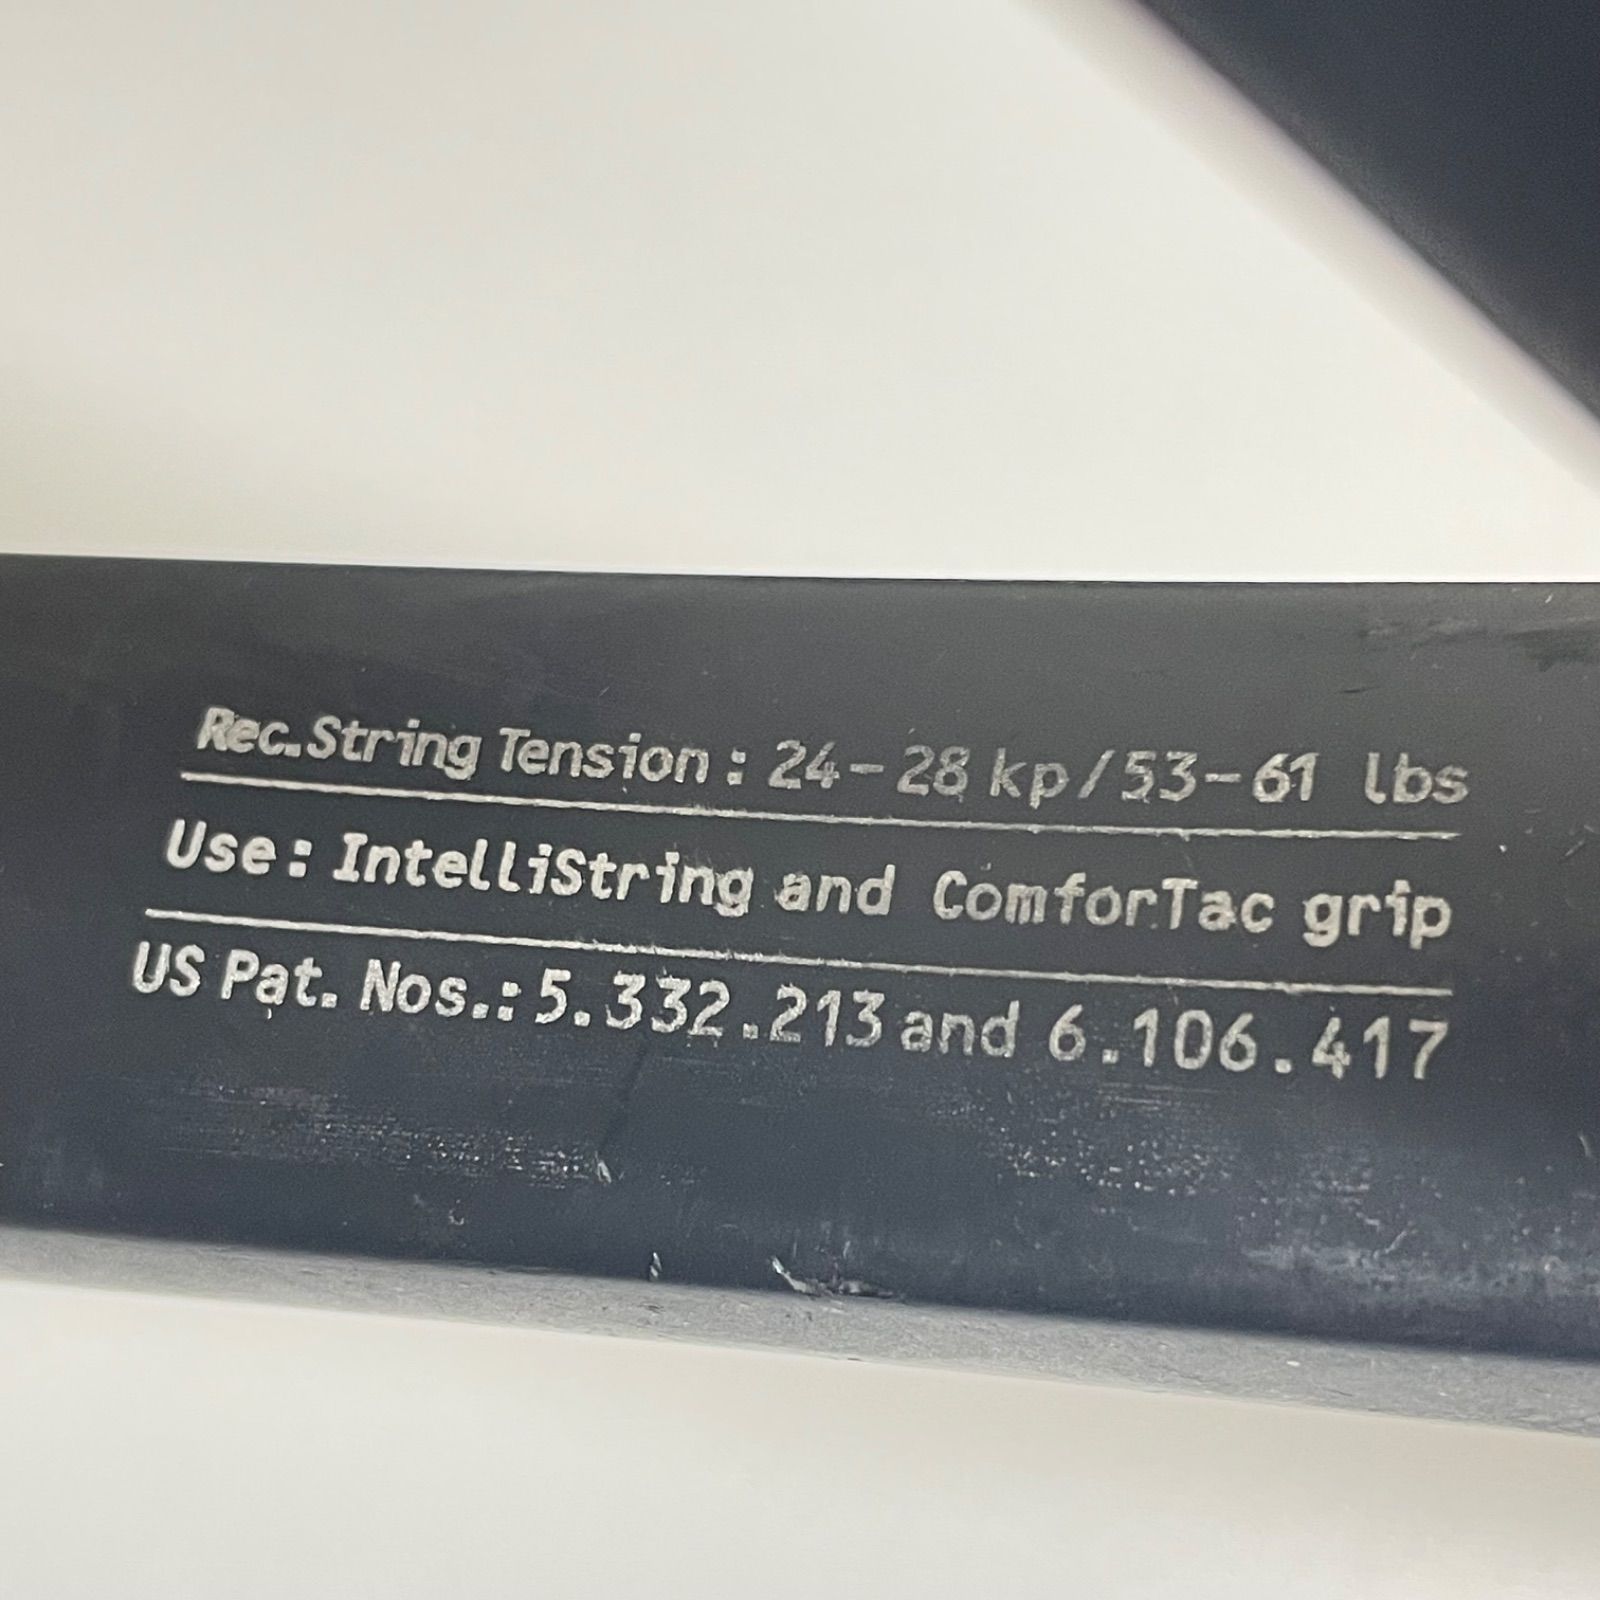 Rec.String Tension : 24-28 kp/53-61 lbs
Use: IntelliString and ComforTac grip
US Pat. Nos.: 5.332.213 and 6.106.417